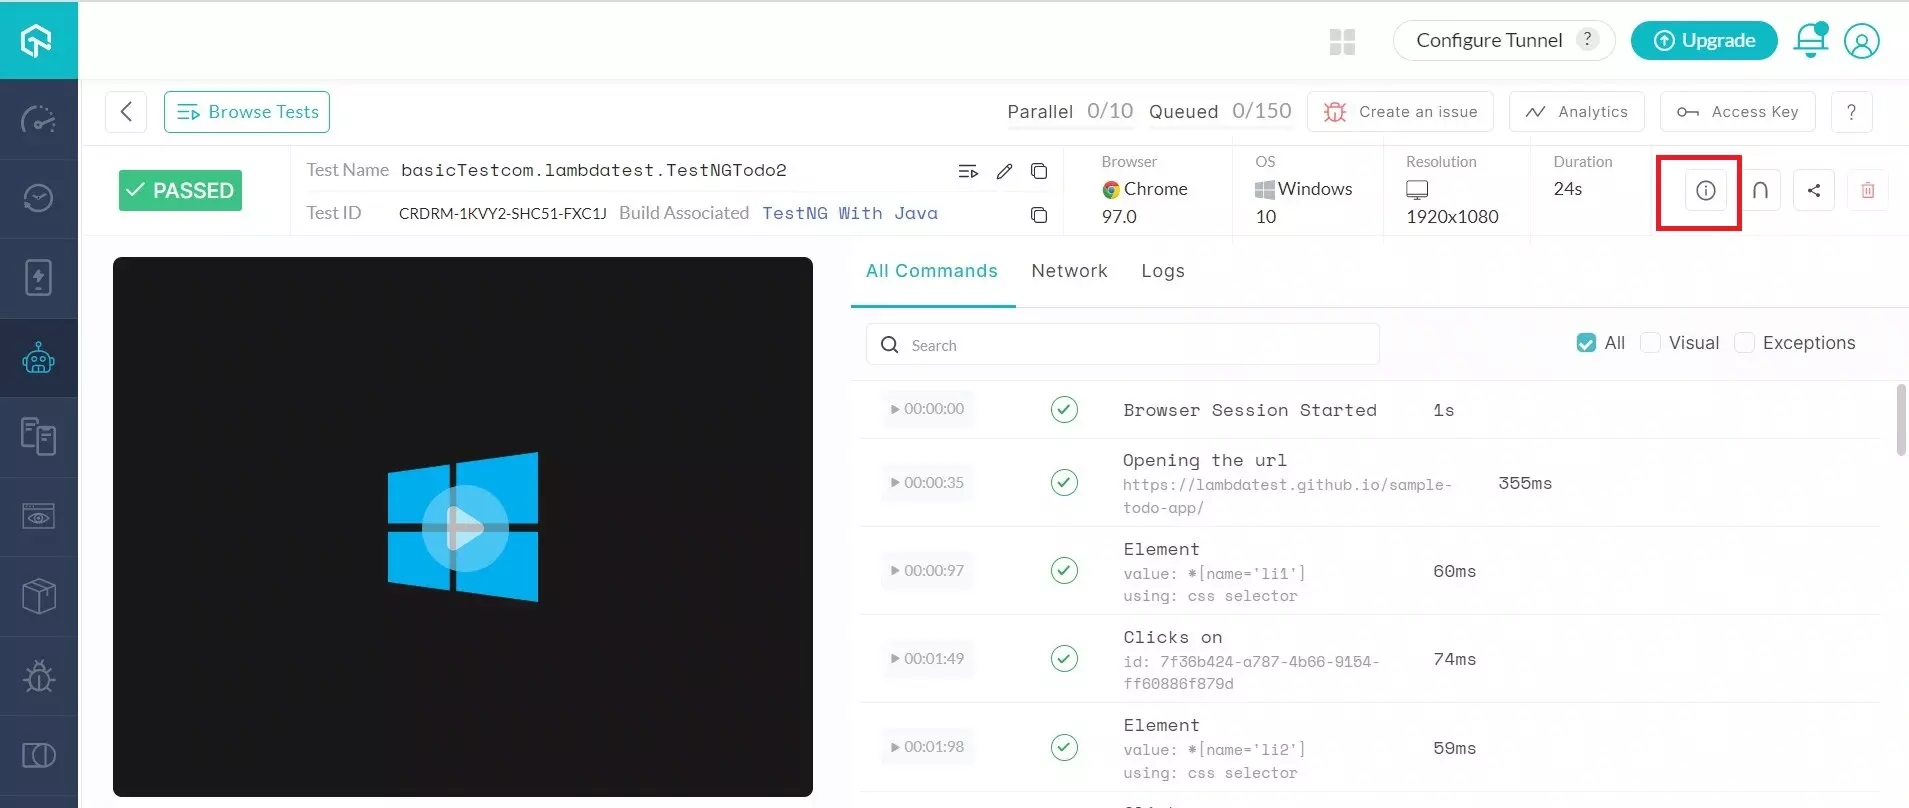 Configure Tunnel ?
Upgrade
Browse Tests
Parallel 0/10 Queued 0/150
Create an issue
Analytics
Access Key
?
PASSED
Test Name basicTestcom.lambdatest.TestNGTodo2
Test ID CRDRM-1KVY2-SHC51-FXC1J Build Associated TestNG With Java
Browser
Chrome
97.0
OS
Windows
10
Resolution
1920x1080
Duration
24s
All Commands Network Logs
Search
All Visual Exceptions
00:00:00 Browser Session Started 1s
00:00:35 Opening the url 355ms
https://lambdatest.github.io/sample-
todo-app/
00:00:97 Element 60ms
value: *[name='li1']
using: css selector
00:01:49 Clicks on 74ms
id: 7f36b424-a787-4b66-9154-
ff60886f879d
00:01:98 Element 59ms
value: *[name='li2']
using: css selector